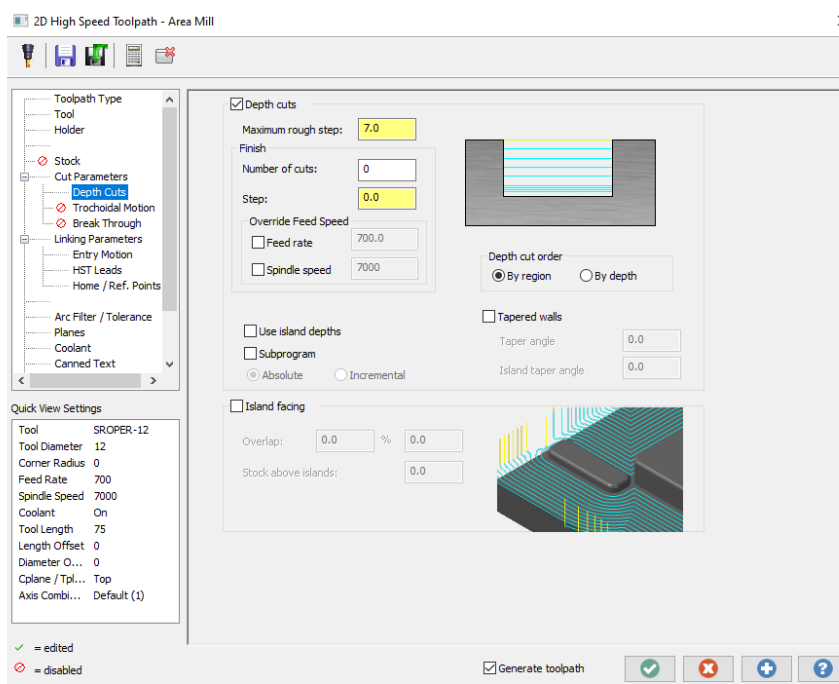 2D High Speed Toolpath - Area Mill
Toolpath Type
Tool
Holder
Stock
Cut Parameters
Depth Cuts
Trochoidal Motion
Break Through
Linking Parameters
Entry Motion
HST Leads
Home / Ref. Points
Arc Filter / Tolerance
Planes
Coolant
Canned Text
Quick View Settings
Tool SROPER-12
Tool Diameter 12
Corner Radius 0
Feed Rate 700
Spindle Speed 7000
Coolant On
Tool Length 75
Length Offset 0
Diameter O... 0
Cplane / Tpl... Top
Axis Combi... Default (1)
= edited
= disabled
Depth cuts
Maximum rough step: 7.0
Finish
Number of cuts: 0
Step: 0.0
Override Feed Speed
Feed rate 700.0
Spindle speed 7000
Depth cut order
By region By depth
Use island depths
Subprogram
Absolute Incremental
Tapered walls
Taper angle 0.0
Island taper angle 0.0
Island facing
Overlap: 0.0 % 0.0
Stock above islands: 0.0
Generate toolpath